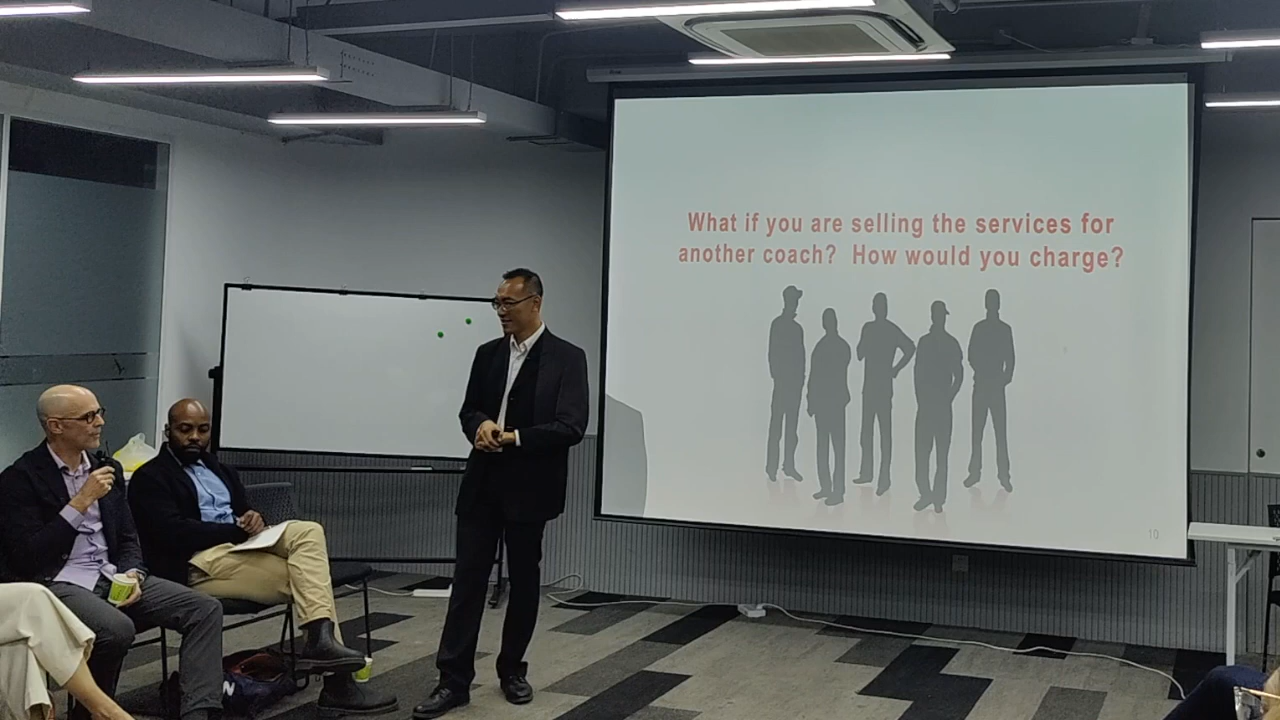 What if you are selling the services for
another coach?  How would you charge?
10